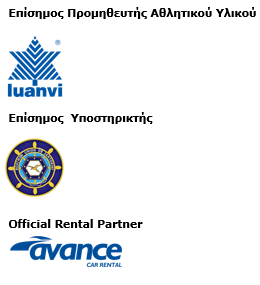 Επίσημος Προμηθευτής Αθλητικού Υλικού
luanvi
Επίσημος Υποστηρικτής
Official Rental Partner
avance
CAR RENTAL